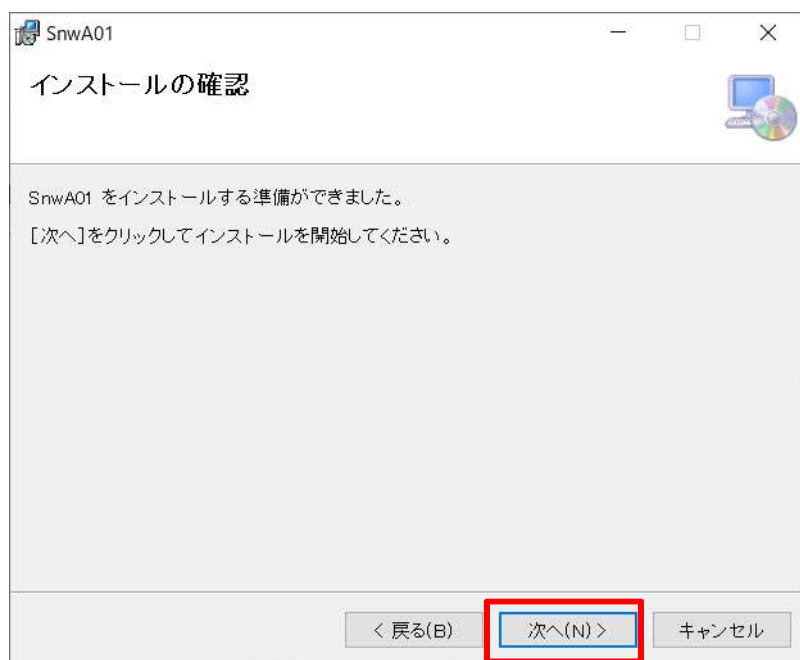 SnwA01
インストールの確認
SnwA01 をインストールする準備ができました。
[次へ]をクリックしてインストールを開始してください。
< 戻る(B)
次へ(N) >
キャンセル